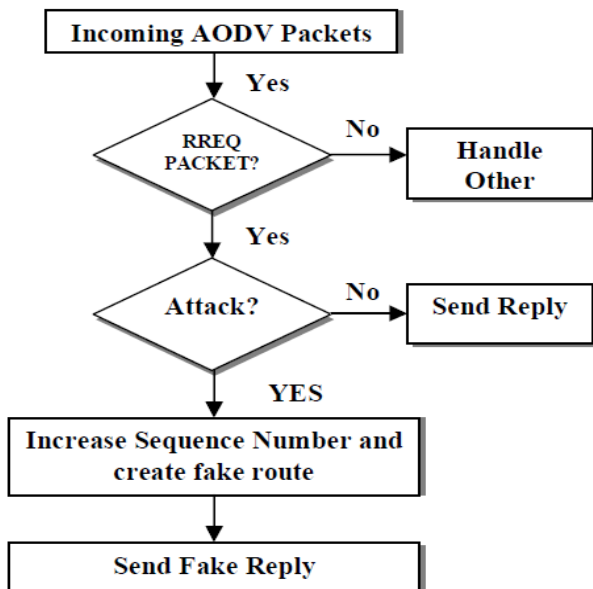 Incoming AODV Packets
Yes
RREQ
PACKET?
No
Handle
Other
Yes
Attack?
No
Send Reply
YES
Increase Sequence Number and
create fake route
Send Fake Reply